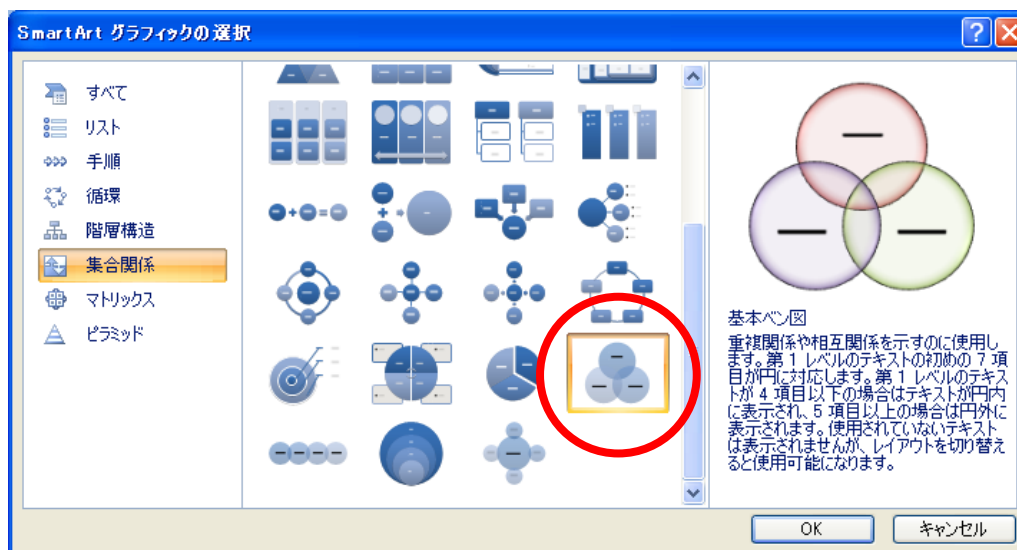 SmartArt グラフィックの選択
すべて
リスト
手順
循環
階層構造
集合関係
マトリックス
ピラミッド
基本ベン図
重複関係や相互関係を示すのに使用し
ます。第 1 レベルのテキストの初めの 7 項
目が円に対応します。第 1 レベルのテキス
トが 4 項目以下の場合はテキストが円内
に表示され、5 項目以上の場合は円外に
表示されます。使用されていないテキスト
は表示されませんが、レイアウトを切り替え
ると使用可能になります。
OK
キャンセル